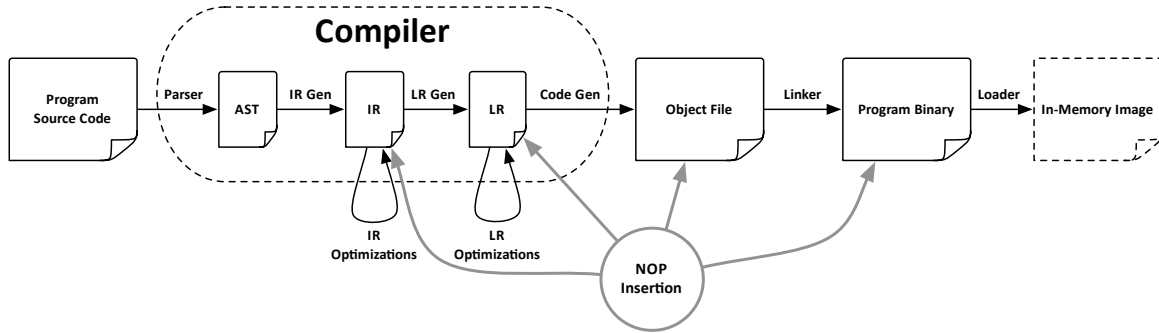 Compiler
Program
Source Code
Parser
AST
IR Gen
IR
LR Gen
LR
Code Gen
Object File
Linker
Program Binary
Loader
In-Memory Image
IR
Optimizations
LR
Optimizations
NOP
Insertion